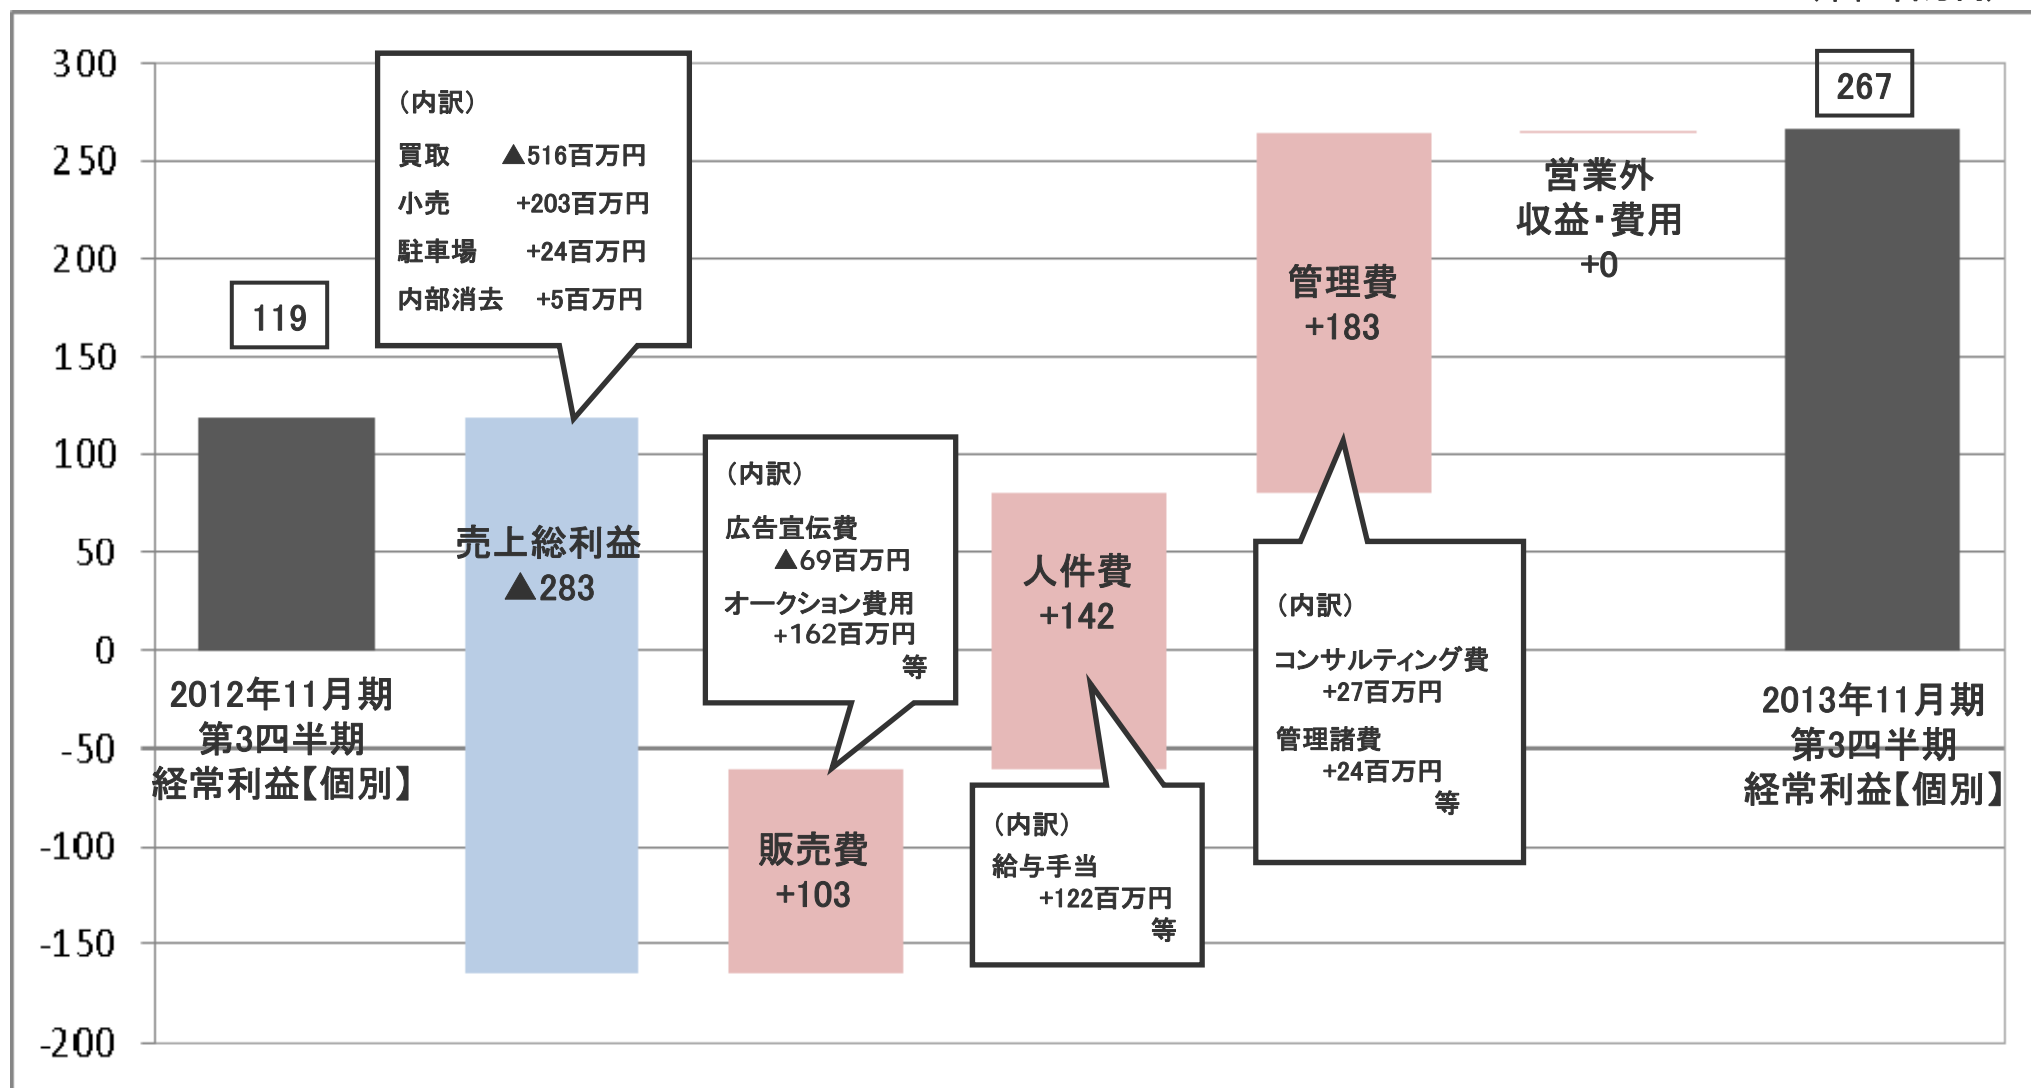 300
250
200
150
100
50
0
-50
-100
-150
-200
119
2012年11月期
第3四半期
経常利益【個別】
（内訳）
買取 ▲516百万円
小売 +203百万円
駐車場 +24百万円
内部消去 +5百万円
売上総利益
▲283
（内訳）
広告宣伝費
▲69百万円
オークション費用
+162百万円
等
販売費
+103
人件費
+142
（内訳）
給与手当
+122百万円
等
管理費
+183
（内訳）
コンサルティング費
+27百万円
管理諸費
+24百万円
等
営業外
収益・費用
+0
267
2013年11月期
第3四半期
経常利益【個別】